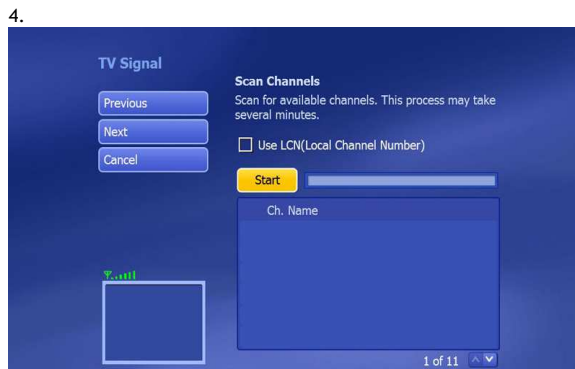 4.
TV Signal
Previous
Next
Cancel
Scan Channels
Scan for available channels. This process may take
several minutes.
Use LCN(Local Channel Number)
Start
Ch. Name
1 of 11